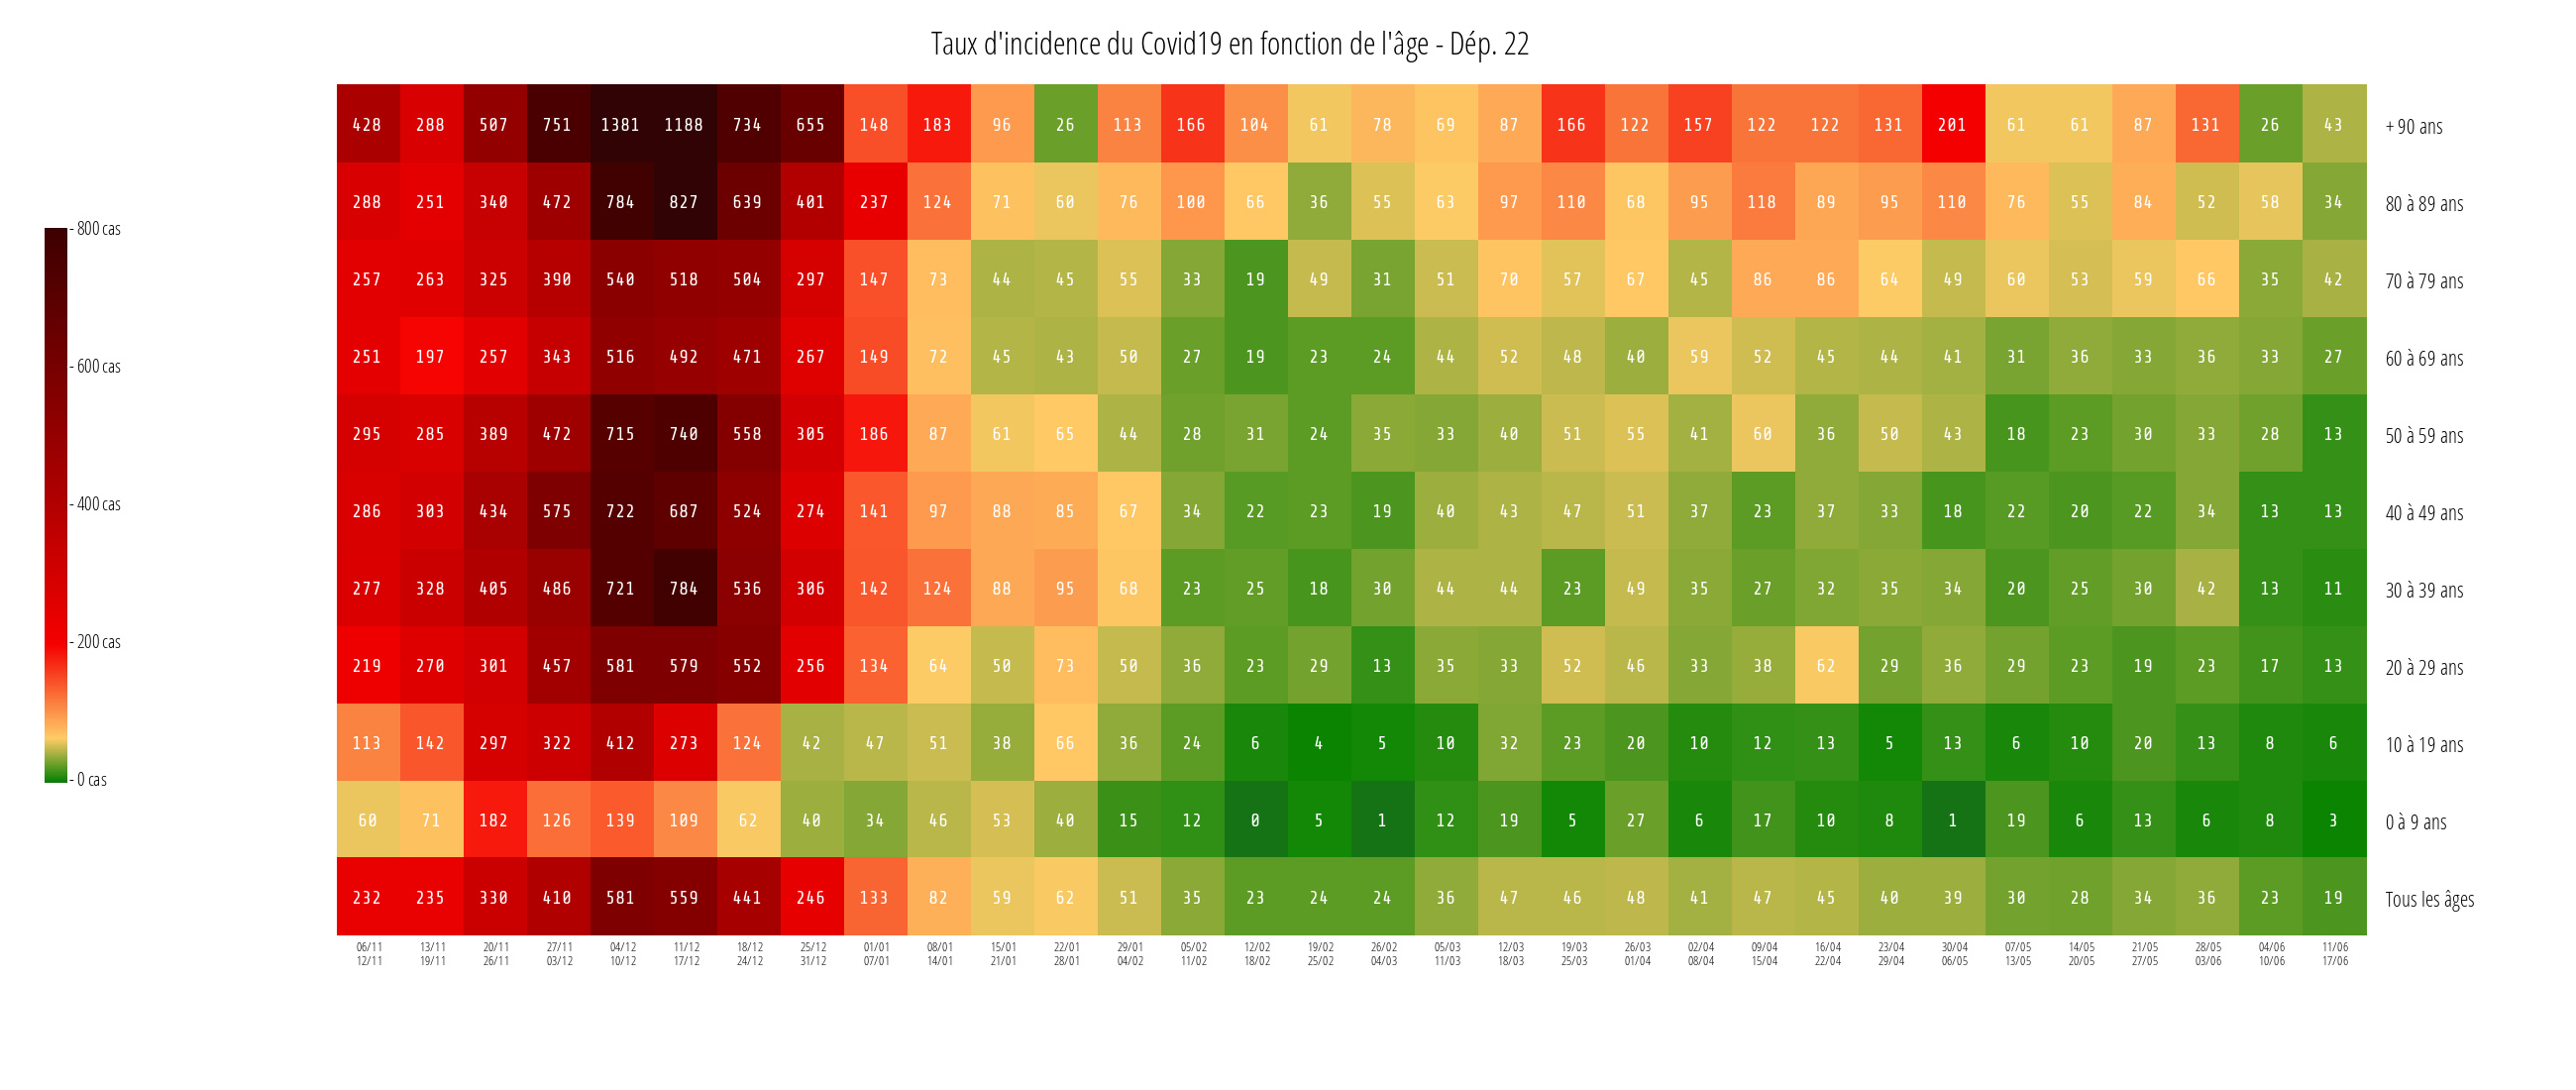 Taux d'incidence du Covid19 en fonction de l'âge - Dép. 22
- 800 cas
- 600 cas
- 400 cas
- 200 cas
- 0 cas
428 288 507 751 1381 1188 734 655 148 183 96 26 113 166 104 61 78 69 87 166 122 157 122 122 131 201 61 61 87 131 26 43 + 90 ans
288 251 340 472 784 827 639 401 237 124 71 60 76 100 66 36 55 63 97 110 68 95 118 89 95 110 76 55 84 52 58 34 80 à 89 ans
257 263 325 390 540 518 504 297 147 73 44 45 55 33 19 49 31 51 70 57 67 45 86 86 64 49 60 53 59 66 35 42 70 à 79 ans
251 197 257 343 516 492 471 267 149 72 45 43 50 27 19 23 24 44 52 48 40 59 52 45 44 41 31 36 33 36 33 27 60 à 69 ans
295 285 389 472 715 740 558 305 186 87 61 65 44 28 31 24 35 33 40 51 55 41 60 36 50 43 18 23 30 33 28 13 50 à 59 ans
286 303 434 575 722 687 524 274 141 97 88 85 67 34 22 23 19 40 43 47 51 37 23 37 33 18 22 20 22 34 13 13 40 à 49 ans
277 328 405 486 721 784 536 306 142 124 88 95 68 23 25 18 30 44 44 23 49 35 27 32 35 34 20 25 30 42 13 11 30 à 39 ans
219 270 301 457 581 579 552 256 134 64 50 73 50 36 23 29 13 35 33 52 46 33 38 62 29 36 29 23 19 23 17 13 20 à 29 ans
113 142 297 322 412 273 124 42 47 51 38 66 36 24 6 4 5 10 32 23 20 10 12 13 5 13 6 10 20 13 8 6 10 à 19 ans
60 71 182 126 139 109 62 40 34 46 53 40 15 12 0 5 1 12 19 5 27 6 17 10 8 1 19 6 13 6 8 3 0 à 9 ans
232 235 330 410 581 559 441 246 133 82 59 62 51 35 23 24 24 36 47 46 48 41 47 45 40 39 30 28 34 36 23 19 Tous les âges
06/11 13/11 20/11 27/11 04/12 11/12 18/12 25/12 01/01 08/01 15/01 22/01 29/01 05/02 12/02 19/02 26/02 05/03 12/03 19/03 26/03 02/04 09/04 16/04 23/04 30/04 07/05 14/05 21/05 28/05 04/06 11/06
12/11 19/11 26/11 03/12 10/12 17/12 24/12 31/12 07/01 14/01 21/01 28/01 04/02 11/02 18/02 25/02 04/03 11/03 18/03 25/03 01/04 08/04 15/04 22/04 29/04 06/05 13/05 20/05 27/05 03/06 10/06 17/06